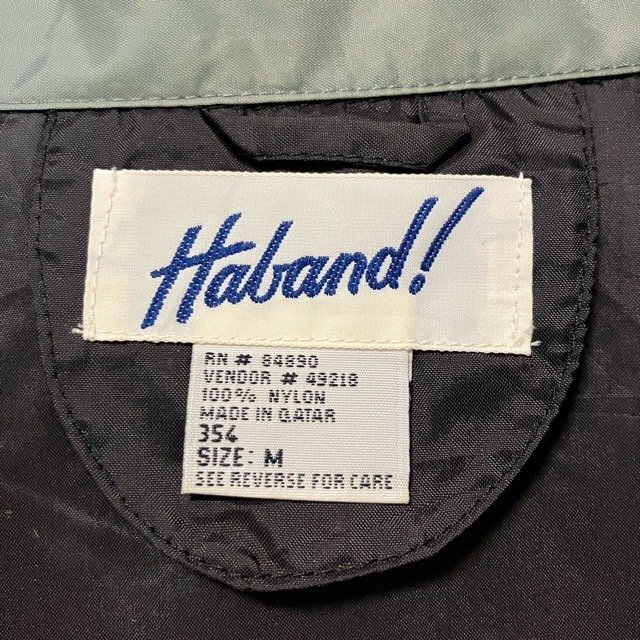 Haband!
RN # 84890
VENDOR # 49218
100% NYLON
MADE IN QATAR
354
SIZE: M
SEE REVERSE FOR CARE